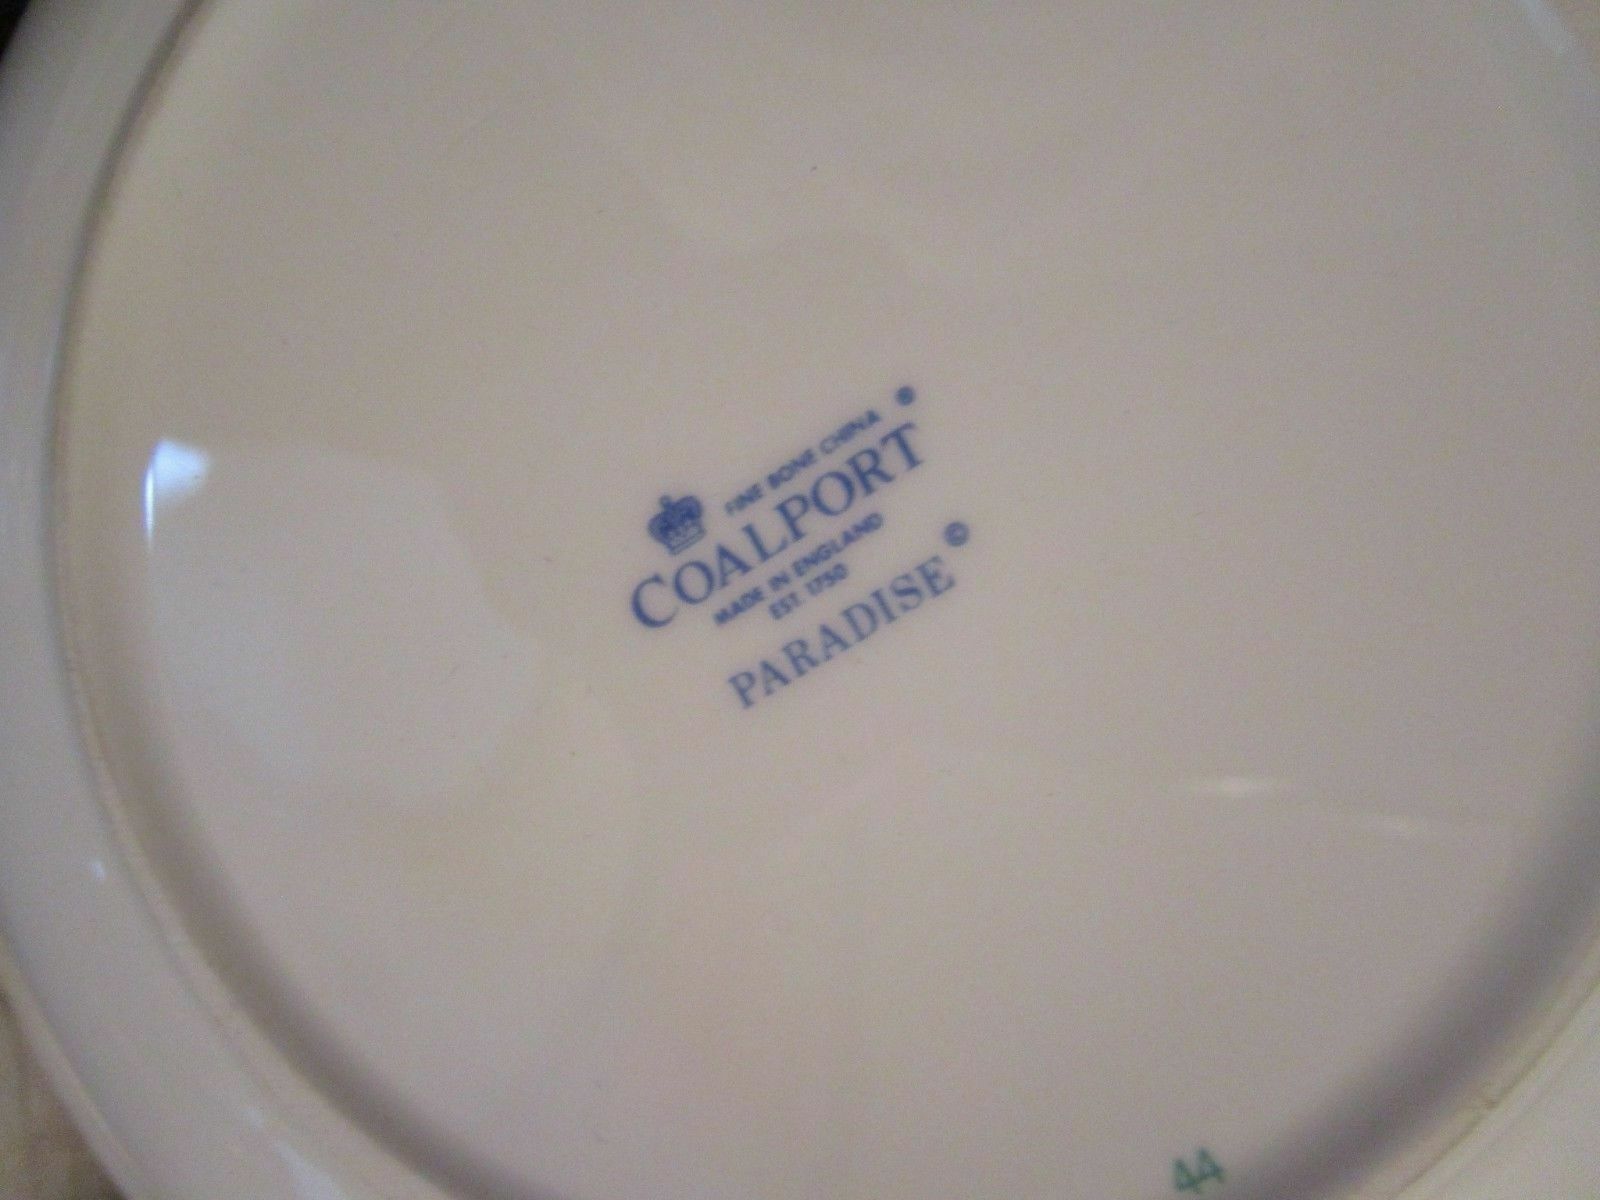 FINE BONE CHINA ®
COALPORT
MADE IN ENGLAND
EST. 1750
PARADISE ©
44